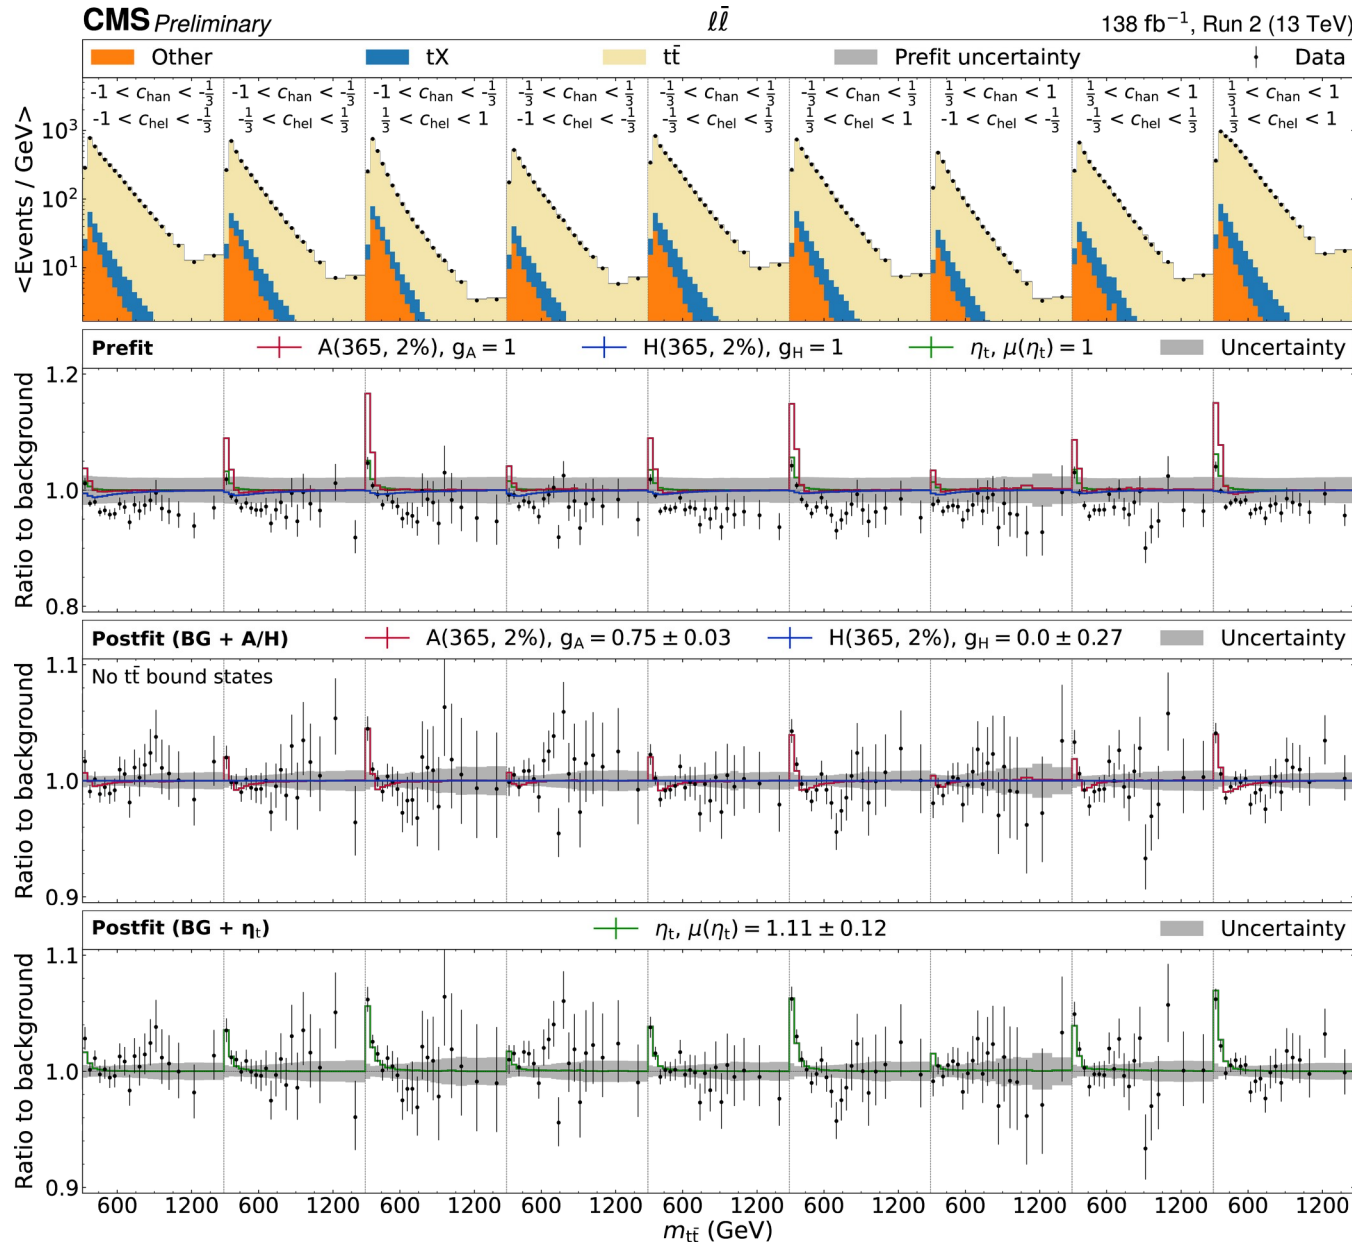 CMS Preliminary ℓℓ̄ 138 fb⁻¹, Run 2 (13 TeV)
Other tX tt̄ Prefit uncertainty Data
-1 < c_han < -1/3 -1 < c_han < -1/3 -1 < c_han < -1/3 -1/3 < c_han < 1/3 -1/3 < c_han < 1/3 -1/3 < c_han < 1/3 1/3 < c_han < 1 1/3 < c_han < 1 1/3 < c_han < 1
-1 < c_hel < -1/3 -1/3 < c_hel < 1/3 1/3 < c_hel < 1 -1 < c_hel < -1/3 -1/3 < c_hel < 1/3 1/3 < c_hel < 1 -1 < c_hel < -1/3 -1/3 < c_hel < 1/3 1/3 < c_hel < 1
<Events / GeV>
10³
10²
10¹
Prefit A(365, 2%), g_A = 1 H(365, 2%), g_H = 1 η_t, μ(η_t) = 1 Uncertainty
Ratio to background
1.2
1.0
0.8
Postfit (BG + A/H) A(365, 2%), g_A = 0.75 ± 0.03 H(365, 2%), g_H = 0.0 ± 0.27 Uncertainty
No tt̄ bound states
Ratio to background
1.1
1.0
0.9
Postfit (BG + η_t) η_t, μ(η_t) = 1.11 ± 0.12 Uncertainty
Ratio to background
1.1
1.0
0.9
600 1200 600 1200 600 1200 600 1200 600 1200 600 1200 600 1200 600 1200 600 1200
m_tt̄ (GeV)